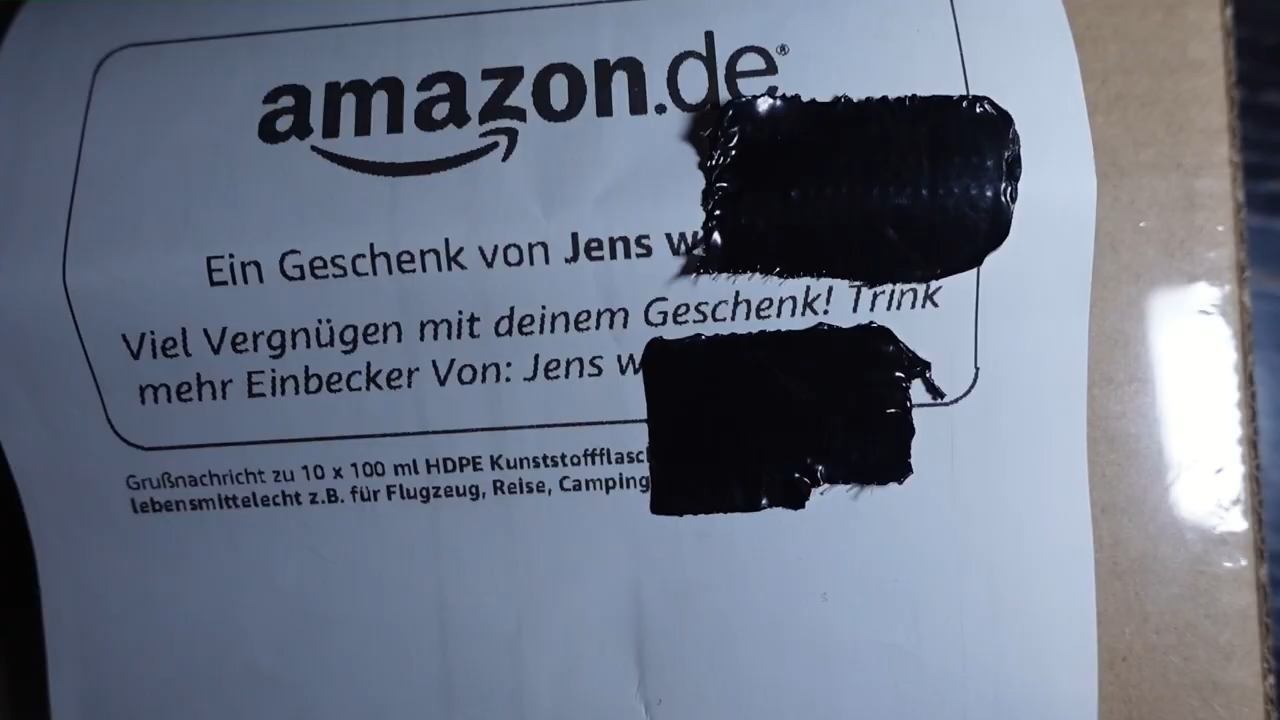 amazon.de®
Ein Geschenk von Jens w
Viel Vergnügen mit deinem Geschenk! Trink
mehr Einbecker Von: Jens w
Grußnachricht zu 10 x 100 ml HDPE Kunststoffflasc
lebensmittelecht z.B. für Flugzeug, Reise, Camping